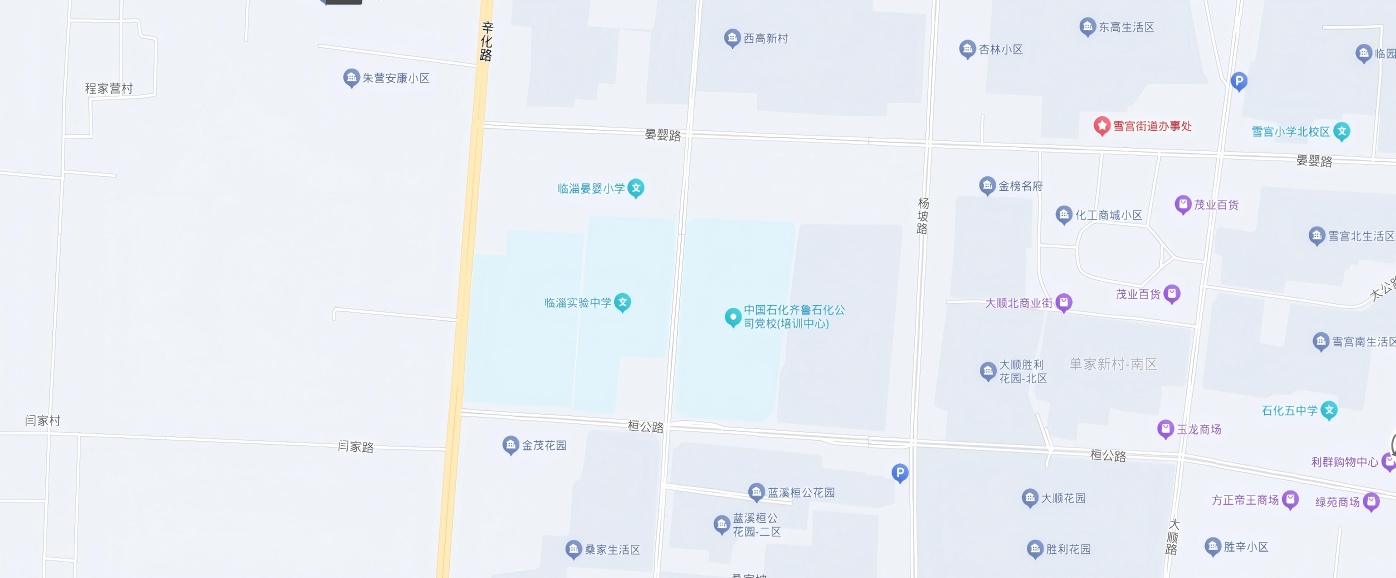 辛化路
西高新村
杏林小区
东高生活区
临园
朱营安康小区
程家营村
晏婴路
雪宫街道办事处
雪宫小学北校区
晏婴路
临淄晏婴小学
金榜名府
杨坡路
化工商城小区
茂业百货
雪宫北生活区
临淄实验中学
中国石化齐鲁石化公
司党校(培训中心)
大顺北商业街
茂业百货
太公路
大顺胜利
花园-北区
单家新村-南区
雪宫南生活区
石化五中学
闫家村
闫家路
金茂花园
桓公路
玉龙商场
桓公路
利群购物中心
蓝溪桓公花园
大顺花园
方正帝王商场
绿苑商场
蓝溪桓公
花园-二区
桑家生活区
大顺路
胜利花园
胜辛小区